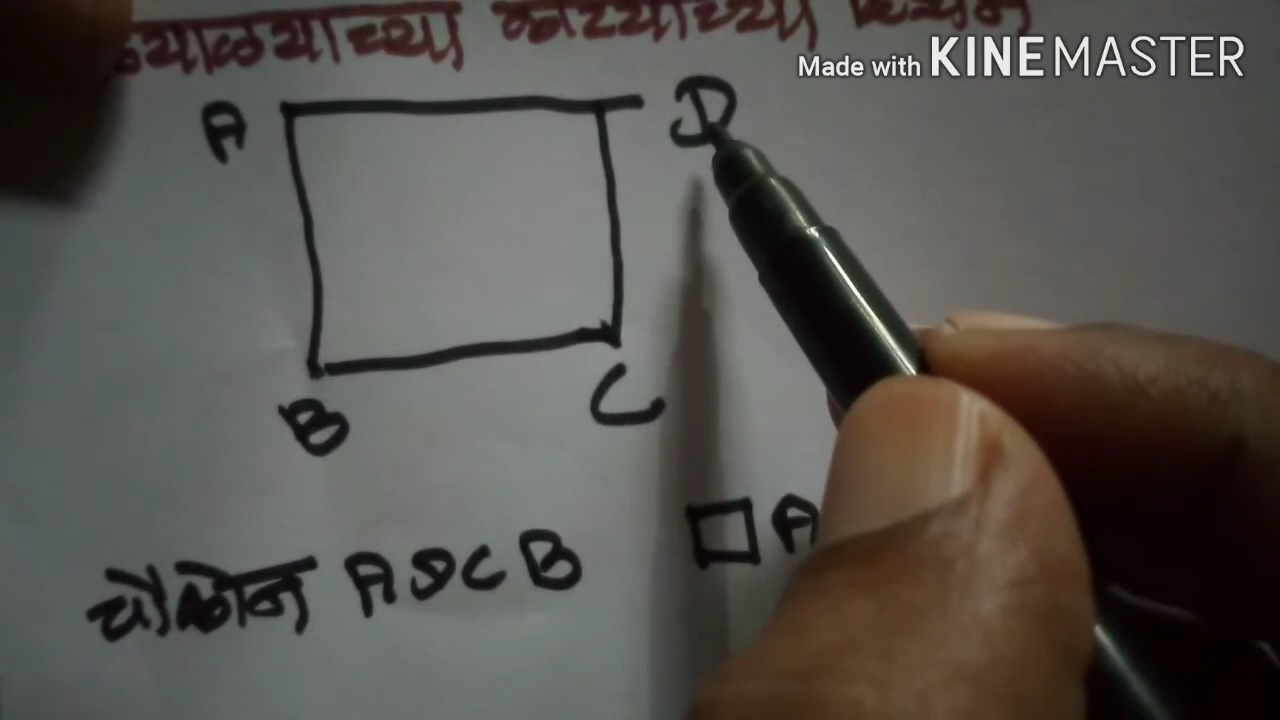 Made with KINEMASTER
A D
B C
चौकोन ADCB
□ A